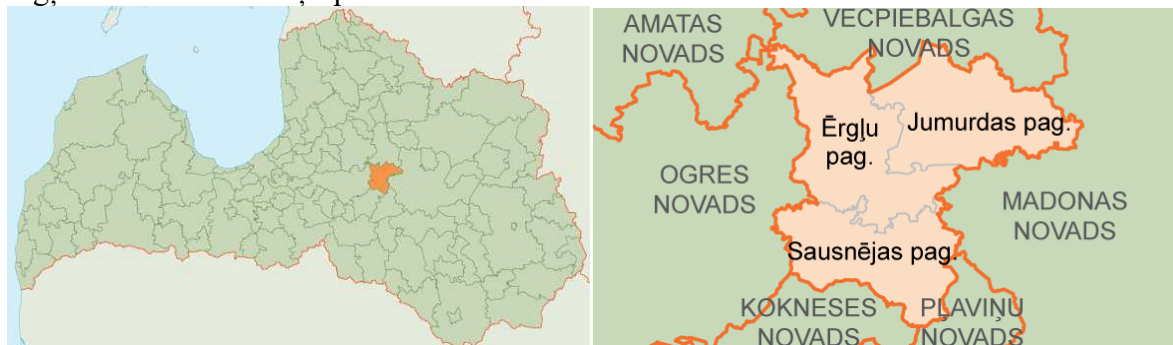 AMATAS
NOVADS
VECPIEBALGAS
NOVADS
Ērgļu
pag.
Jumurdas pag.
OGRES
NOVADS
MADONAS
NOVADS
Sausnējas pag.
KOKNESES
NOVADS
PĻAVIŅU
NOVADS